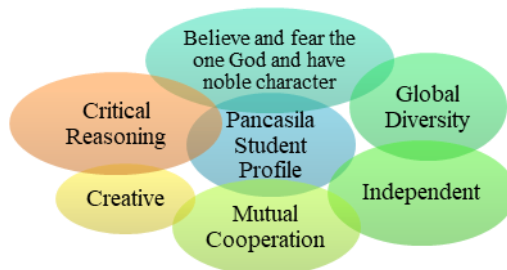 Believe and fear the
one God and have
noble character
Critical
Reasoning
Global
Diversity
Pancasila
Student
Profile
Creative
Independent
Mutual
Cooperation